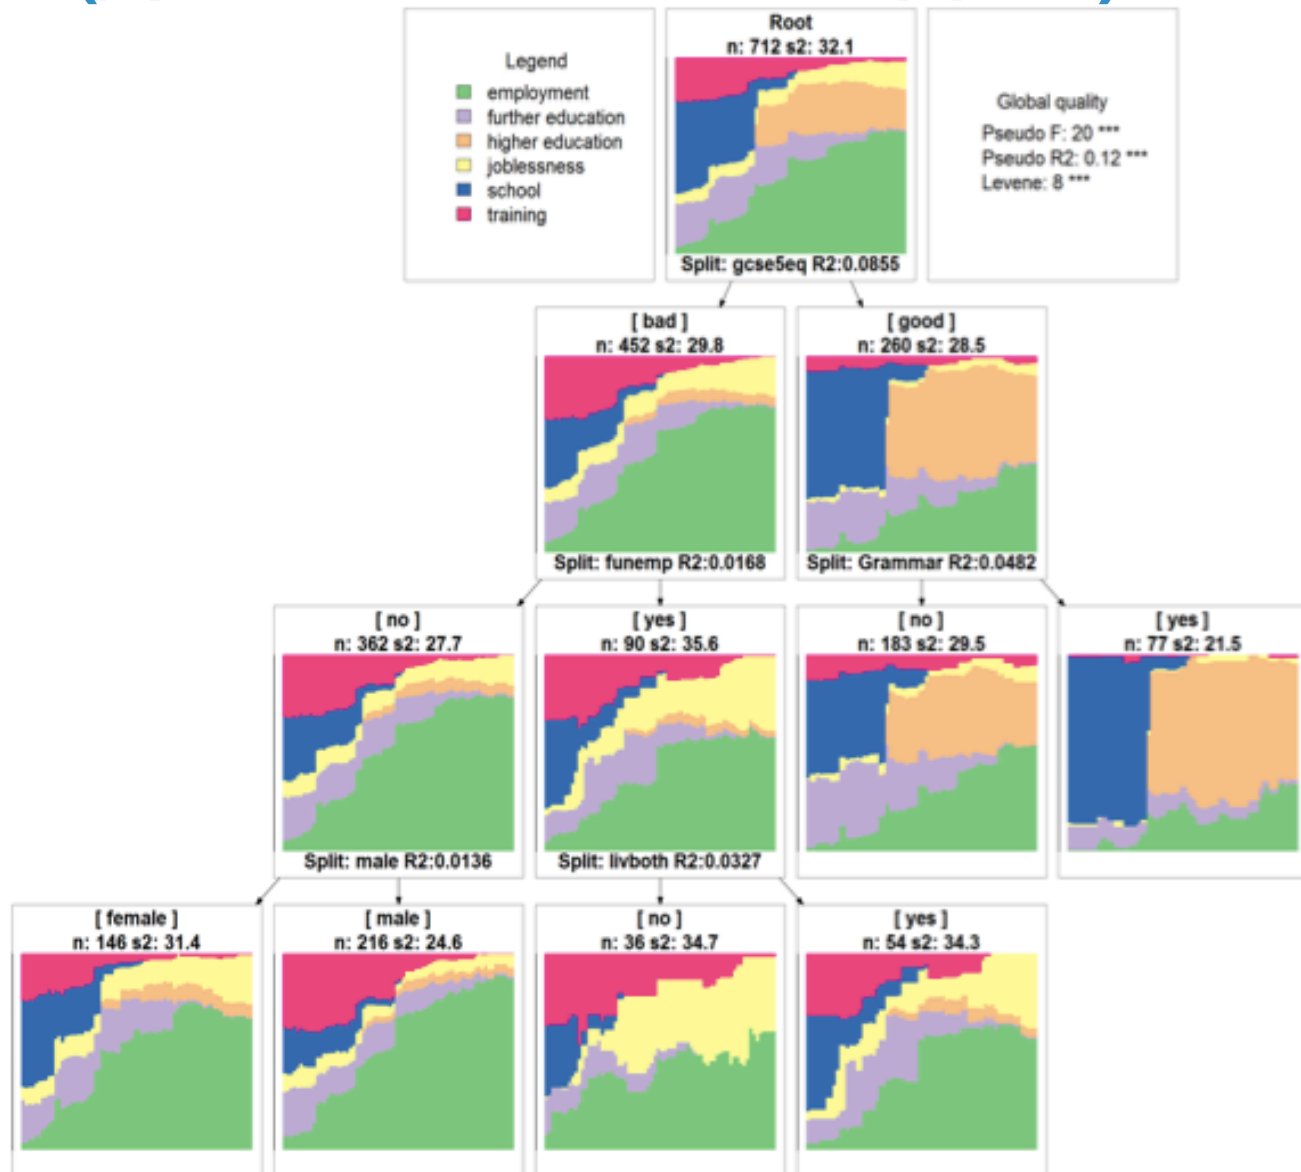 Legend
employment
further education
higher education
joblessness
school
training
Root
n: 712 s2: 32.1
Split: gcse5eq R2:0.0855
Global quality
Pseudo F: 20 ***
Pseudo R2: 0.12 ***
Levene: 8 ***
[ bad ]
n: 452 s2: 29.8
Split: funemp R2:0.0168
[ good ]
n: 260 s2: 28.5
Split: Grammar R2:0.0482
[ no ]
n: 362 s2: 27.7
Split: male R2:0.0136
[ yes ]
n: 90 s2: 35.6
Split: livboth R2:0.0327
[ no ]
n: 183 s2: 29.5
[ yes ]
n: 77 s2: 21.5
[ female ]
n: 146 s2: 31.4
[ male ]
n: 216 s2: 24.6
[ no ]
n: 36 s2: 34.7
[ yes ]
n: 54 s2: 34.3